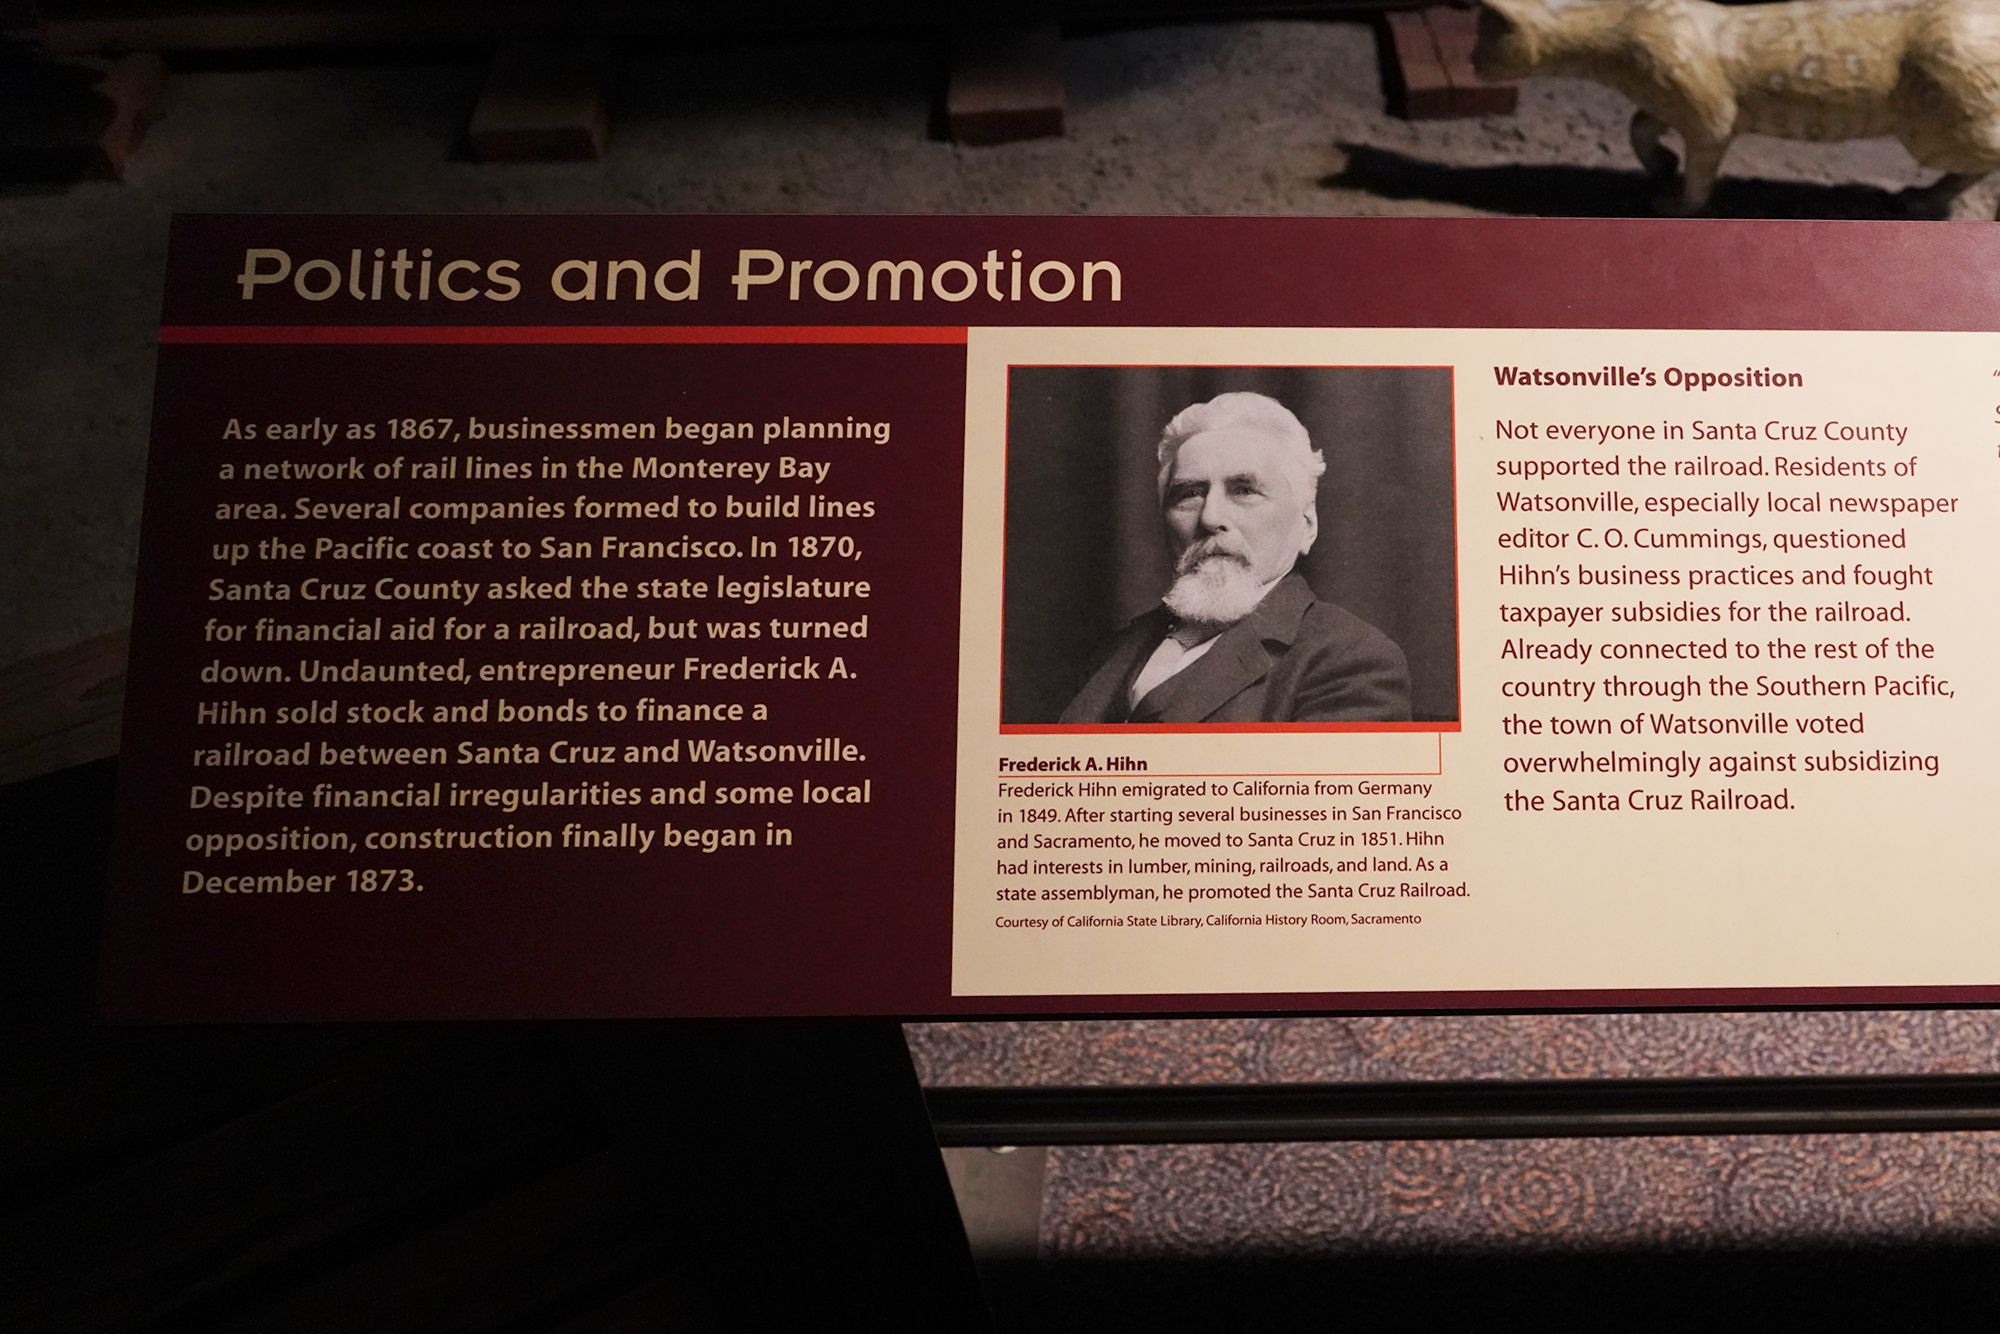 Politics and Promotion
As early as 1867, businessmen began planning
a network of rail lines in the Monterey Bay
area. Several companies formed to build lines
up the Pacific coast to San Francisco. In 1870,
Santa Cruz County asked the state legislature
for financial aid for a railroad, but was turned
down. Undaunted, entrepreneur Frederick A.
Hihn sold stock and bonds to finance a
railroad between Santa Cruz and Watsonville.
Despite financial irregularities and some local
opposition, construction finally began in
December 1873.
Frederick A. Hihn
Frederick Hihn emigrated to California from Germany
in 1849. After starting several businesses in San Francisco
and Sacramento, he moved to Santa Cruz in 1851. Hihn
had interests in lumber, mining, railroads, and land. As a
state assemblyman, he promoted the Santa Cruz Railroad.
Courtesy of California State Library, California History Room, Sacramento
Watsonville's Opposition
Not everyone in Santa Cruz County
supported the railroad. Residents of
Watsonville, especially local newspaper
editor C. O. Cummings, questioned
Hihn's business practices and fought
taxpayer subsidies for the railroad.
Already connected to the rest of the
country through the Southern Pacific,
the town of Watsonville voted
overwhelmingly against subsidizing
the Santa Cruz Railroad.